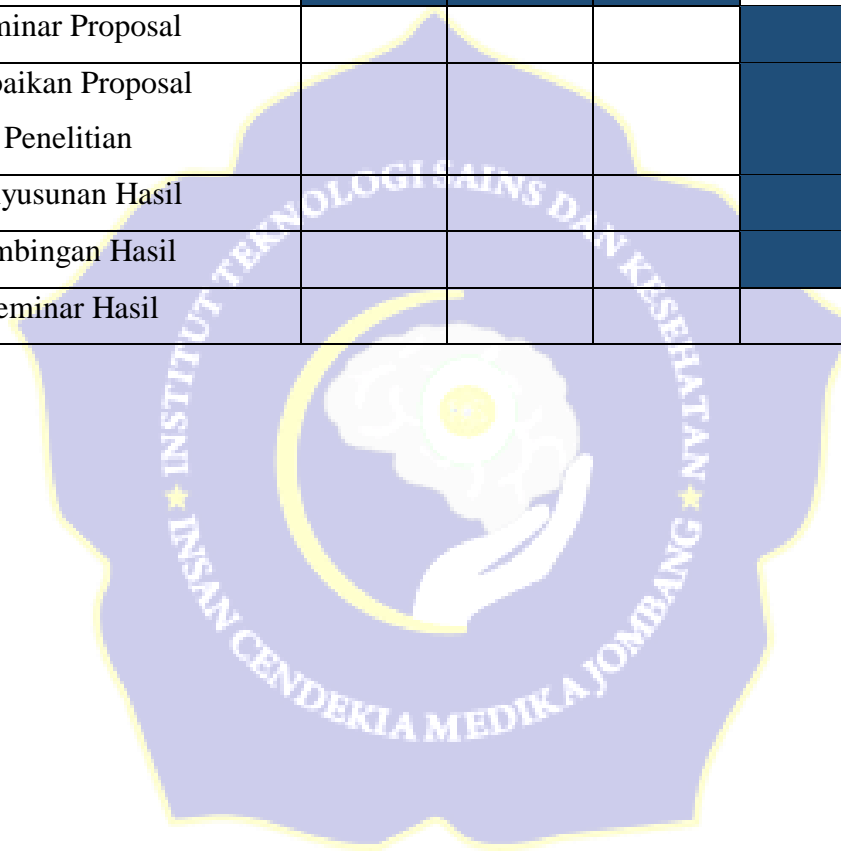 minar Proposal
baikan Proposal
Penelitian
yusunan Hasil
mbingan Hasil
eminar Hasil
INSTITUT TEKNOLOGI SAINS DAN KESEHATAN
INSAN CENDEKIA MEDIKA JOMBANG